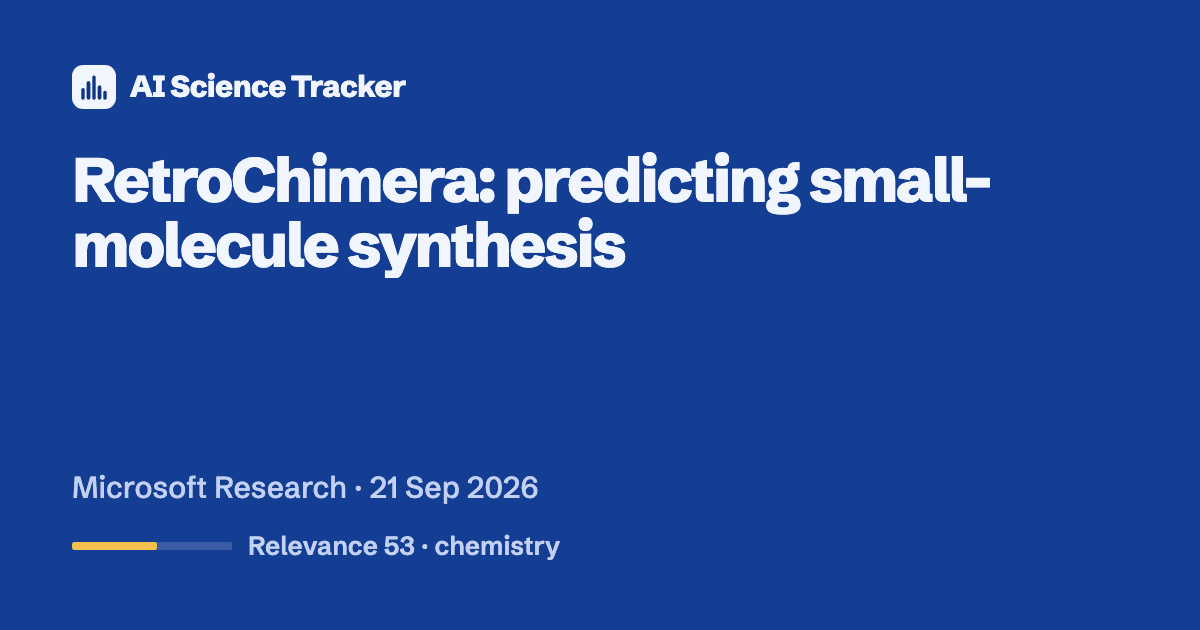 AI Science Tracker
RetroChimera: predicting small-
molecule synthesis
Microsoft Research · 21 Sep 2026
Relevance 53 · chemistry